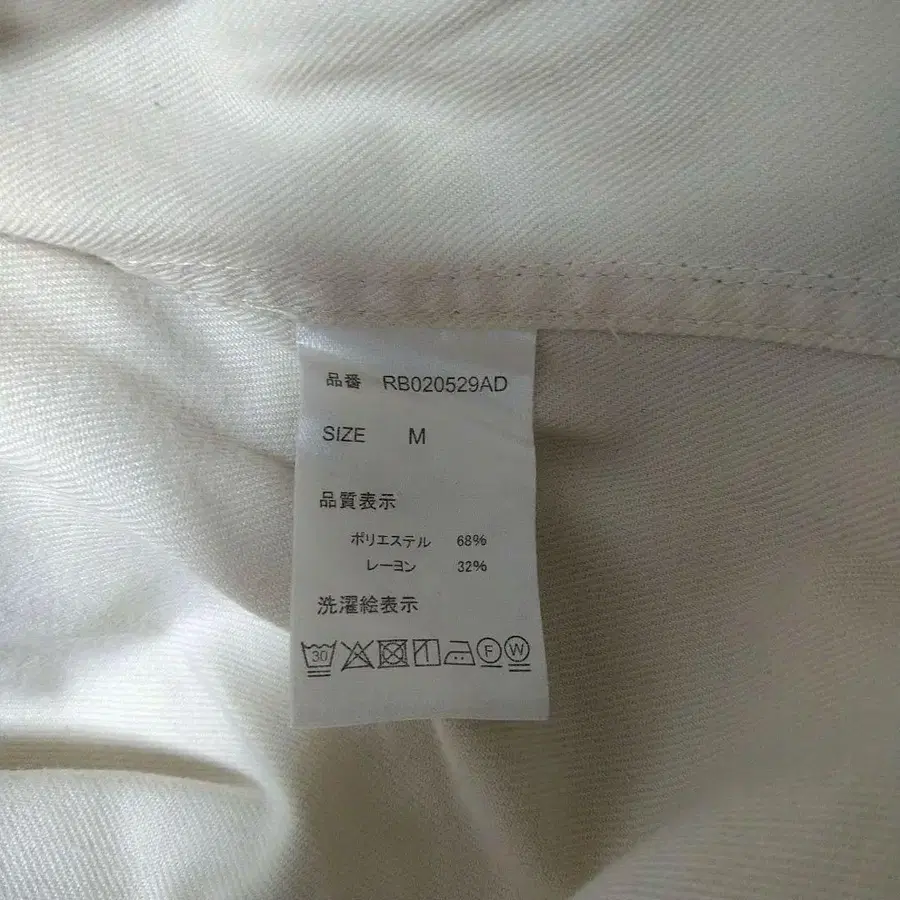 品番 RB020529AD
SIZE M
品質表示
ポリエステル 68%
レーヨン 32%
洗濯絵表示
30 F W